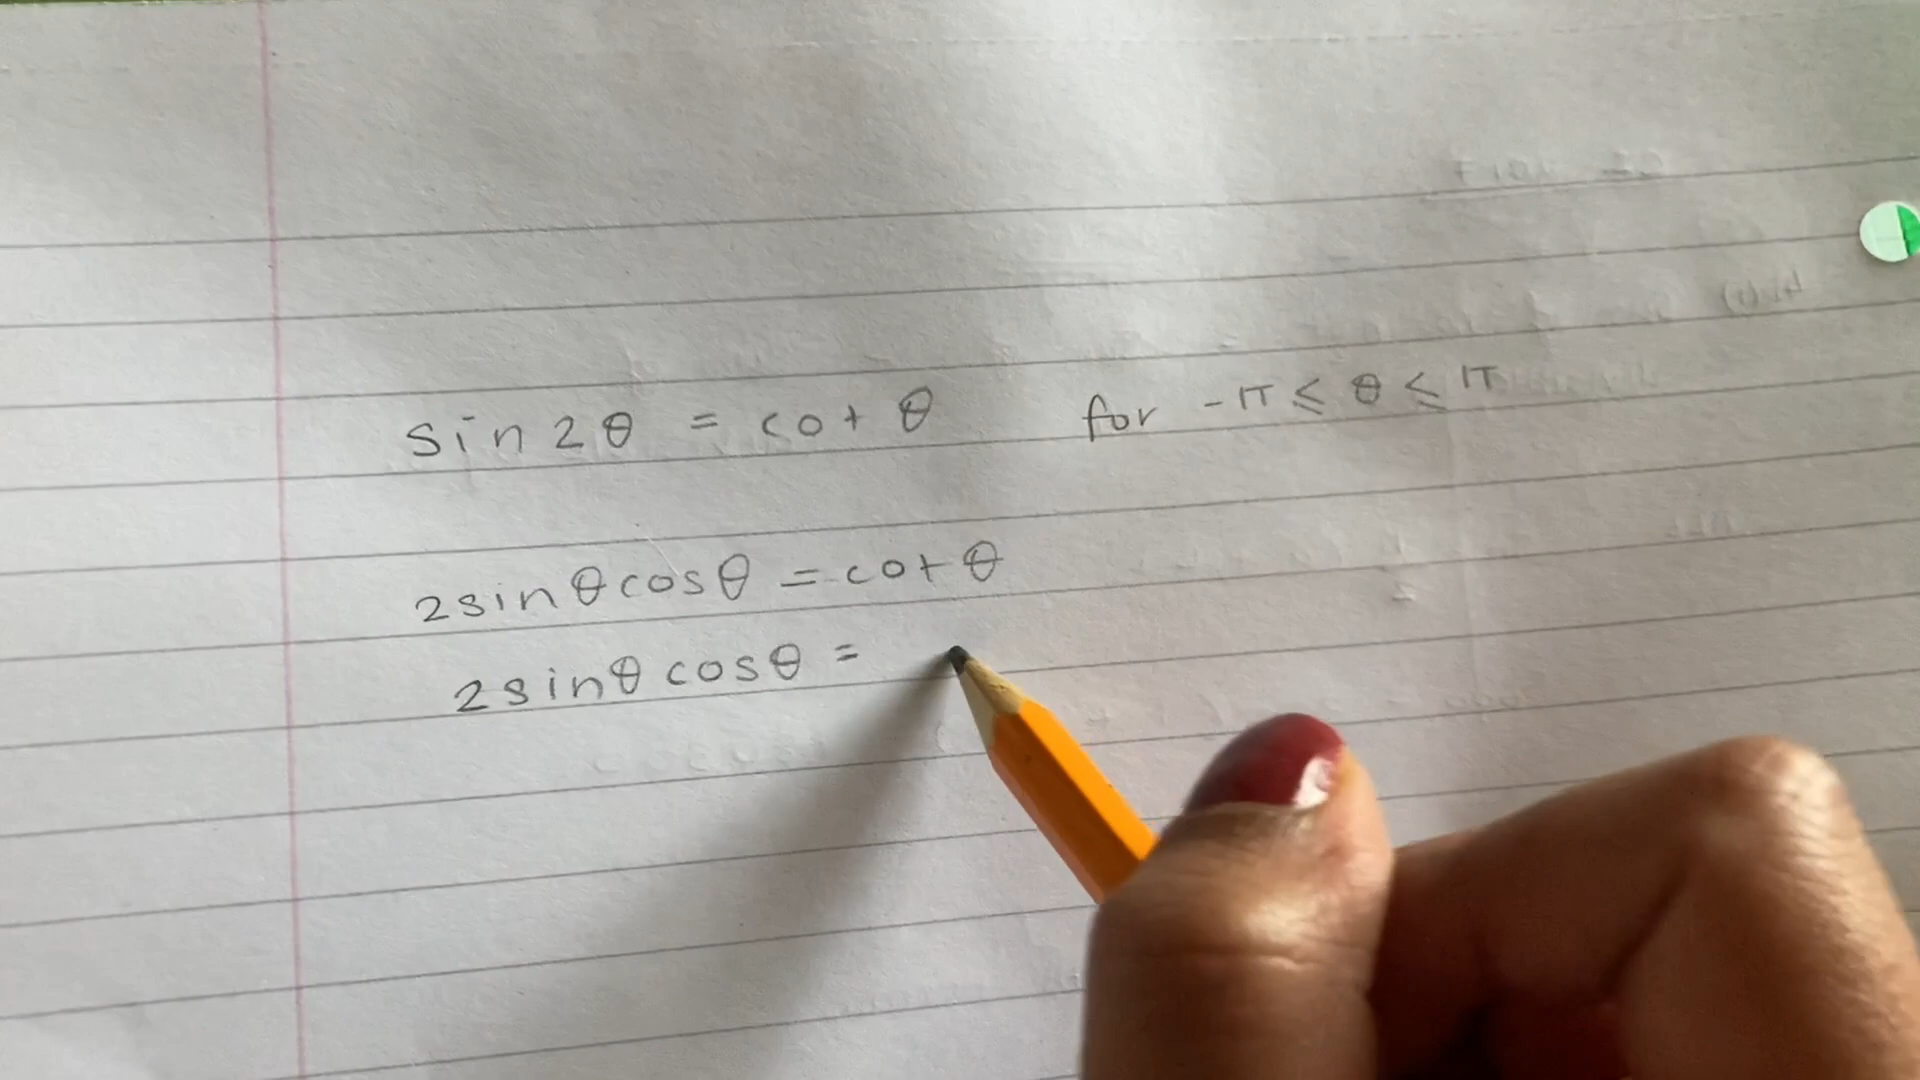 sin 2θ = cot θ for -π ≤ θ ≤ π
2sinθcosθ = cot θ
2sinθ cosθ =